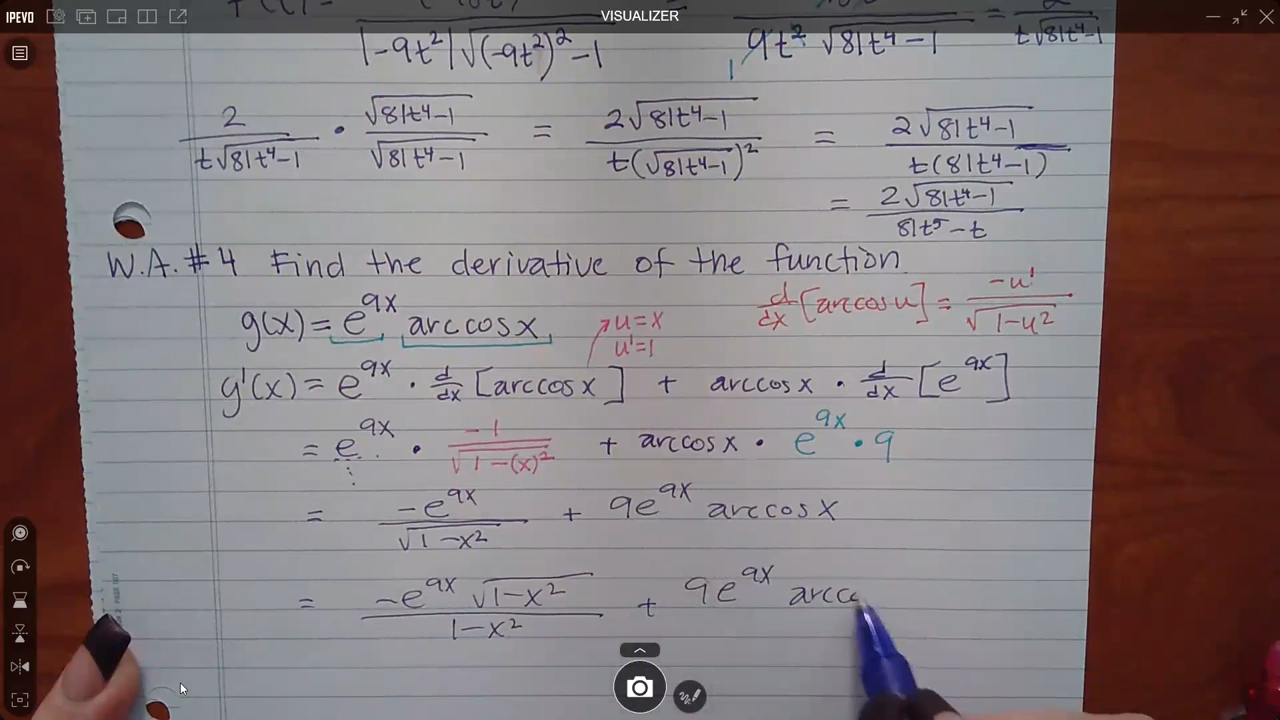 IPEVO VISUALIZER
|-9t²|√(-9t²)²-1 9t² √81t⁴-1 = t√81t⁴-1
1
2/(t√81t⁴-1) • √81t⁴-1/√81t⁴-1 = 2√81t⁴-1/t(√81t⁴-1)² = 2√81t⁴-1/t(81t⁴-1)
= 2√81t⁴-1/81t⁵-t
W.A. #4 Find the derivative of the function
g(x) = e^9x arccos x u=x d/dx [arccos u] = -u'/√1-u²
u'=1
g'(x) = e^9x • d/dx [arccos x] + arccos x • d/dx [e^9x]
= e^9x • -1/√1-(x)² + arccos x • e^9x • 9
= -e^9x/√1-x² + 9e^9x arccos x
= -e^9x √1-x²/1-x² + 9e^9x arcc